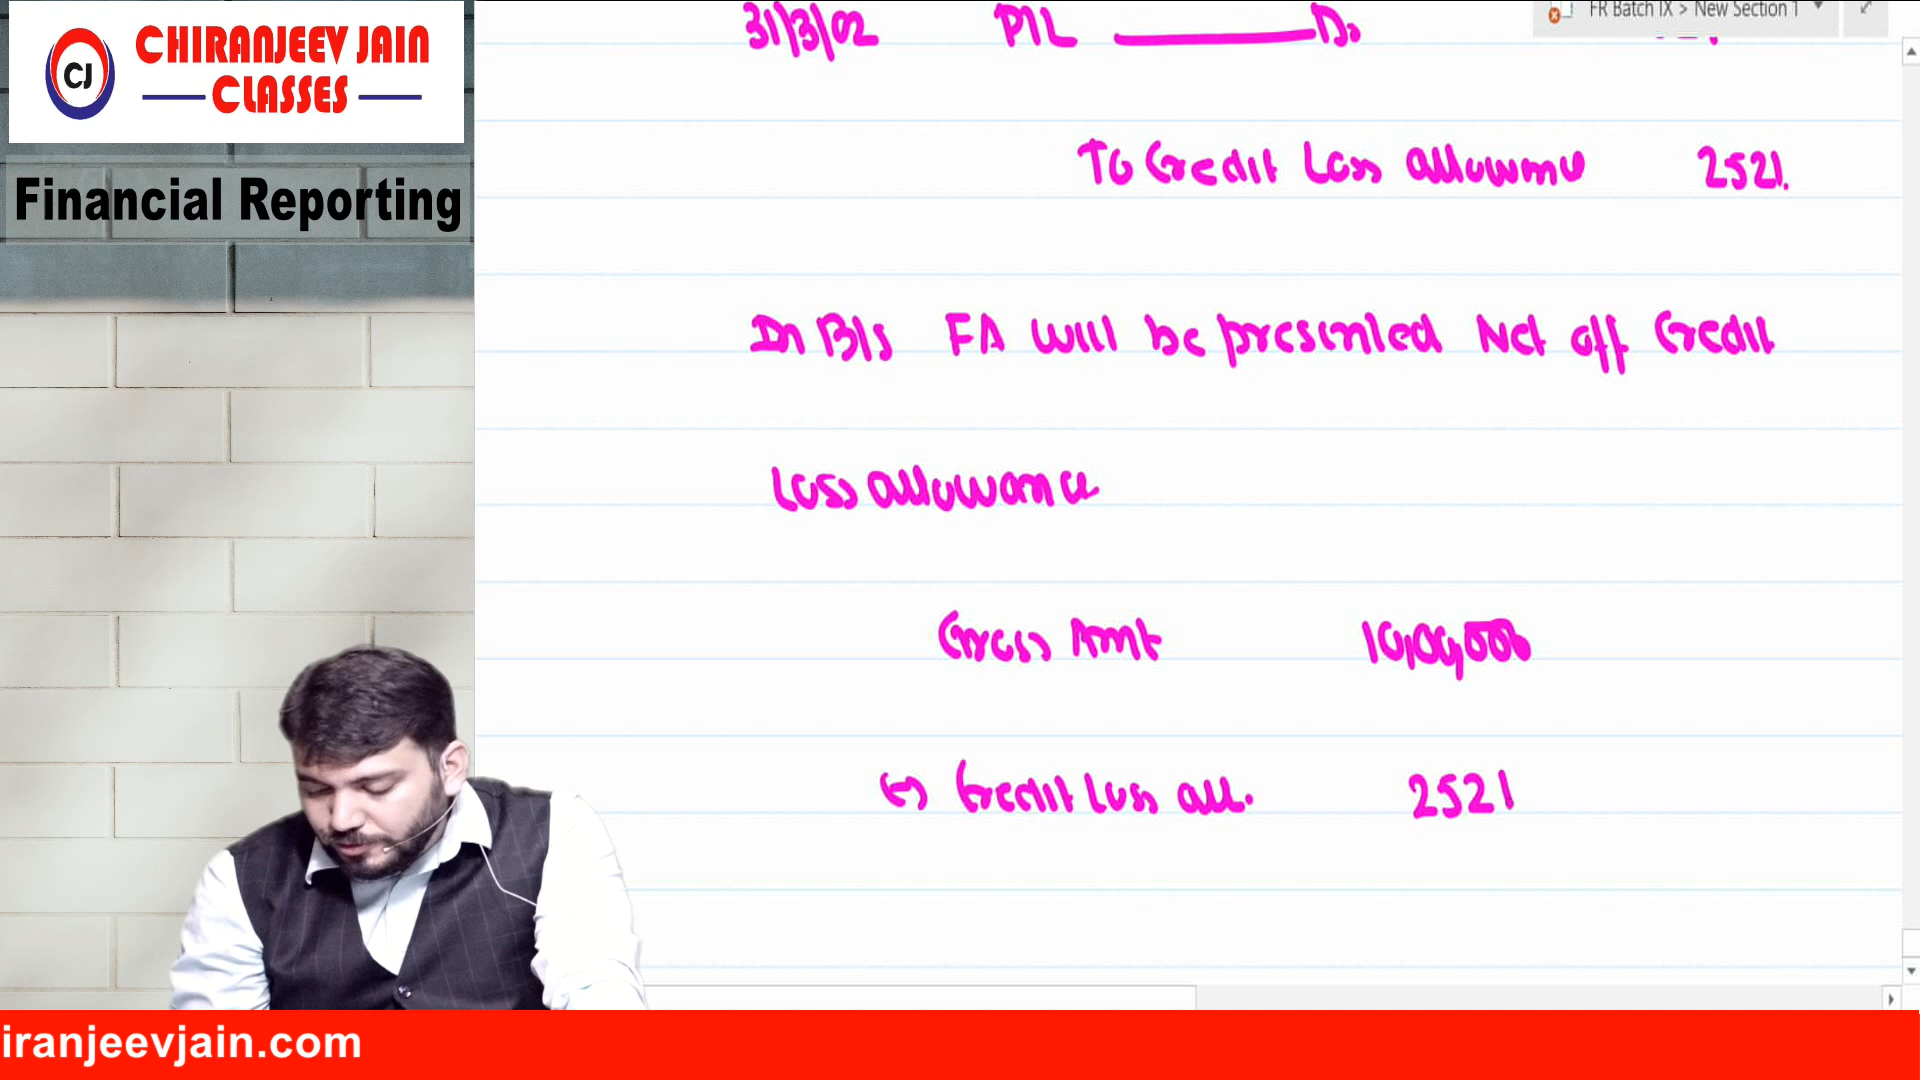 CHIRANJEEV JAIN
CLASSES
CJ
Financial Reporting
FR Batch IX > New Section 1
31/3/02 P/L Dr
To Credit Loss allowance 2521.
In B/s FA will be presented Net off Credit
Loss allowance
Gross Amt 10,00,000
(-) Credit Loss all. 2521
iranjeevjain.com